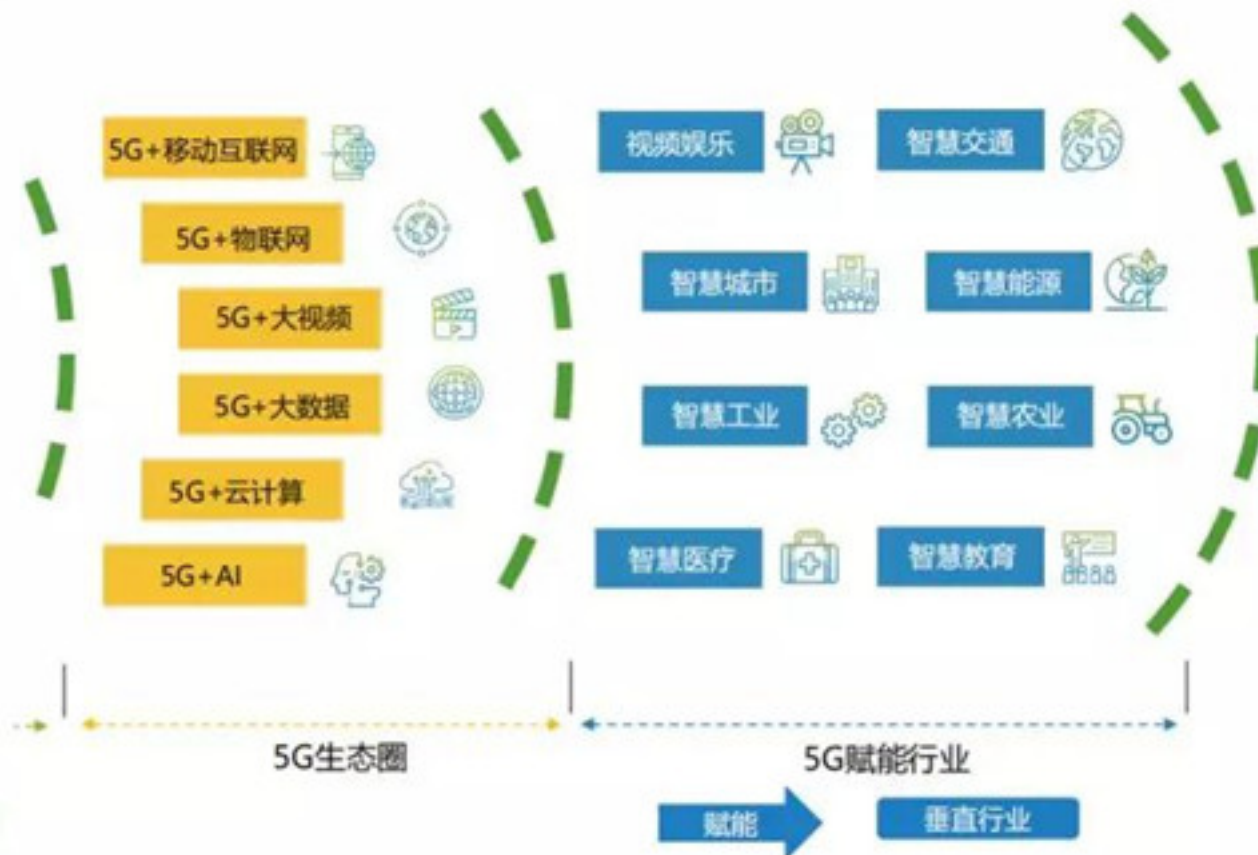 5G+移动互联网
5G+物联网
5G+大视频
5G+大数据
5G+云计算
5G+AI
视频娱乐
智慧交通
智慧城市
智慧能源
智慧工业
智慧农业
智慧医疗
智慧教育
5G生态圈
5G赋能行业
赋能
垂直行业